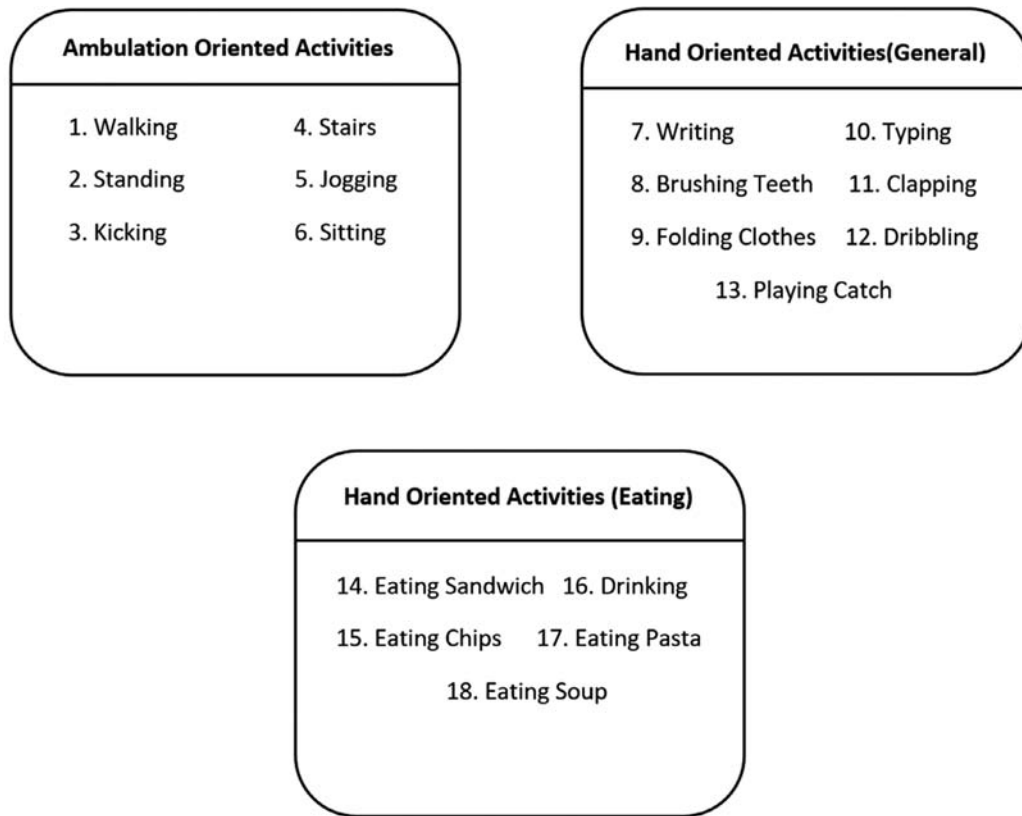 Ambulation Oriented Activities
1. Walking
4. Stairs
2. Standing
5. Jogging
3. Kicking
6. Sitting
Hand Oriented Activities(General)
7. Writing
10. Typing
8. Brushing Teeth
11. Clapping
9. Folding Clothes
12. Dribbling
13. Playing Catch
Hand Oriented Activities (Eating)
14. Eating Sandwich
16. Drinking
15. Eating Chips
17. Eating Pasta
18. Eating Soup